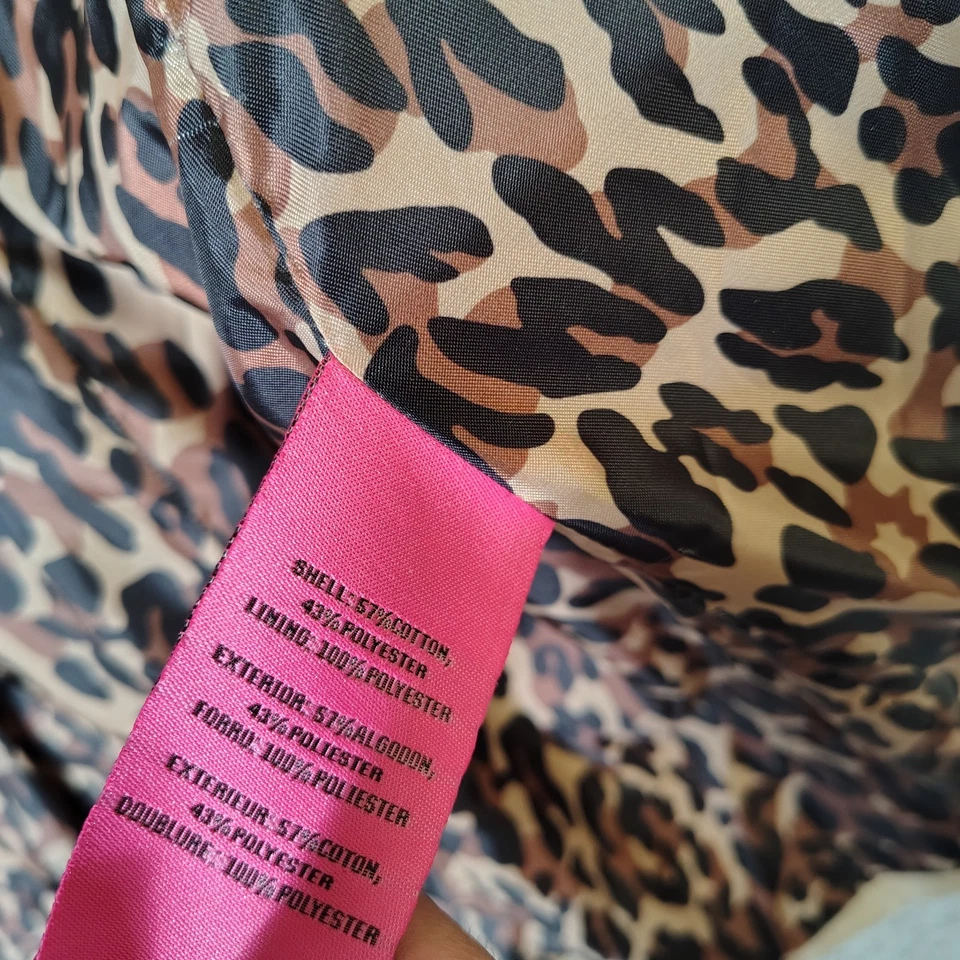 SHELL: 57%COTTON,
43%POLYESTER
LINING: 100%POLYESTER
EXTERIOR: 57%ALGODON,
43%POLIESTER
FORRO: 100%POLIESTER
EXTERIEUR: 57%COTON,
43%POLYESTER
DOUBLURE: 100%POLYESTER